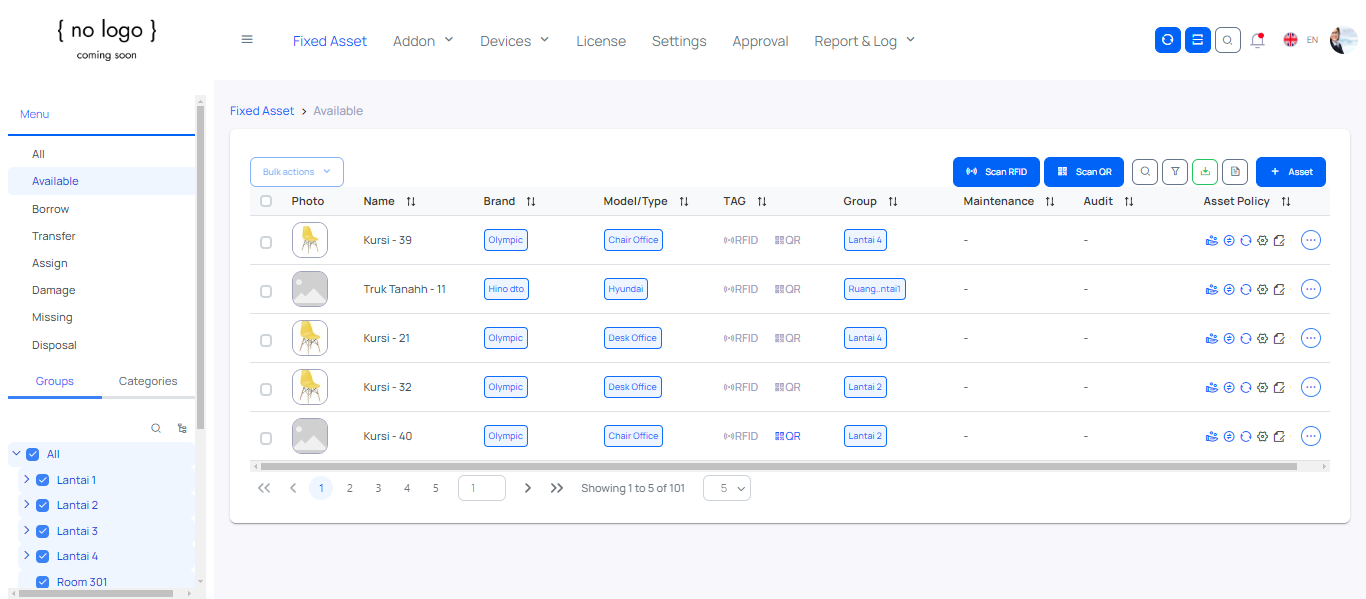 { no logo }
coming soon
Fixed Asset Addon Devices License Settings Approval Report & Log EN
Menu
All
Available
Borrow
Transfer
Assign
Damage
Missing
Disposal
Groups Categories
All
Lantai 1
Lantai 2
Lantai 3
Lantai 4
Room 301
Fixed Asset > Available
Bulk actions Scan RFID Scan QR + Asset
Photo Name Brand Model/Type TAG Group Maintenance Audit Asset Policy
Kursi - 39 Olympic Chair Office RFID QR Lantai 4 - -
Truk Tanahh - 11 Hino dto Hyundai RFID QR Ruang..ntai1 - -
Kursi - 21 Olympic Desk Office RFID QR Lantai 4 - -
Kursi - 32 Olympic Desk Office RFID QR Lantai 2 - -
Kursi - 40 Olympic Chair Office RFID QR Lantai 2 - -
1 2 3 4 5 1 Showing 1 to 5 of 101 5